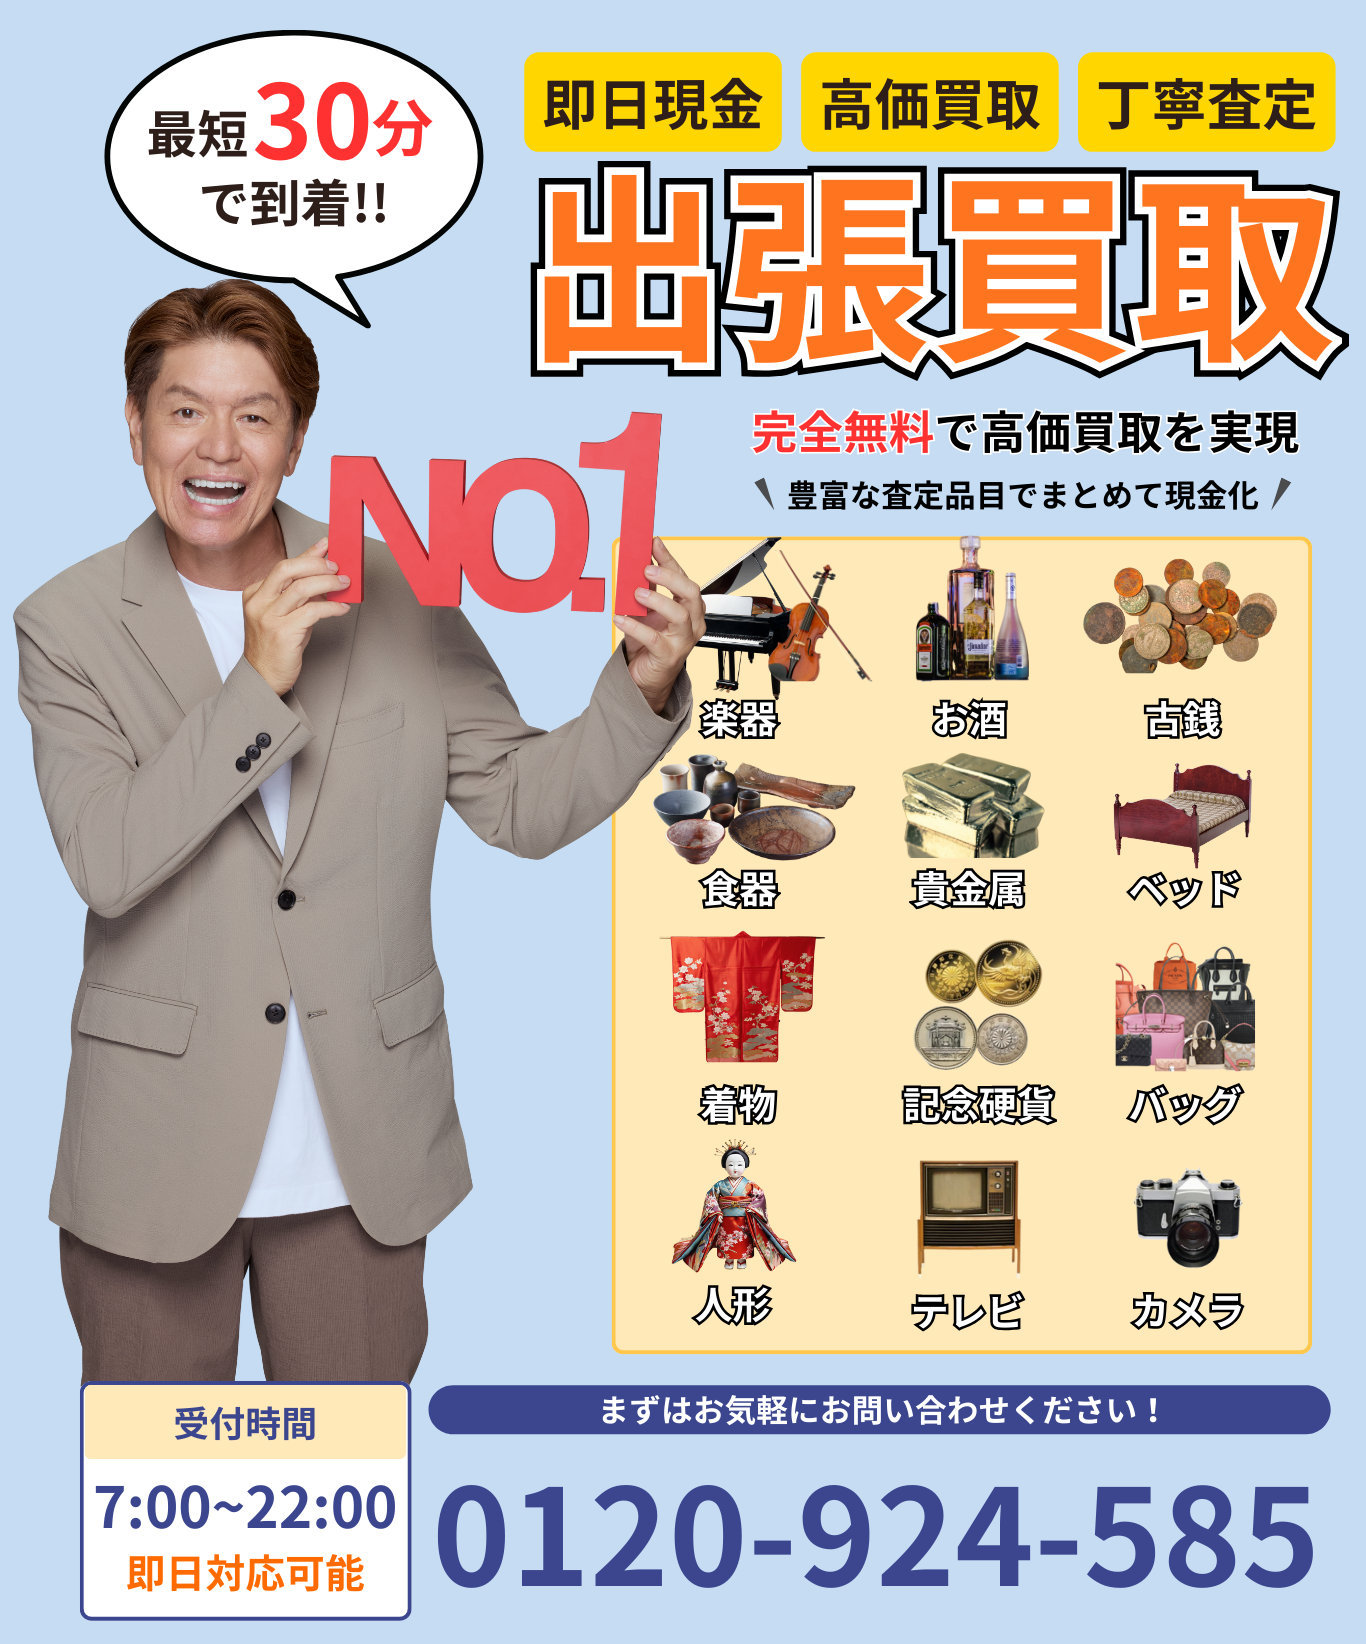 最短30分
で到着!!
即日現金
高価買取
丁寧査定
出張買取
NO.1
完全無料で高価買取を実現
豊富な査定品目でまとめて現金化
楽器
お酒
古銭
食器
貴金属
ベッド
着物
記念硬貨
バッグ
人形
テレビ
カメラ
受付時間
7:00~22:00
即日対応可能
まずはお気軽にお問い合わせください！
0120-924-585